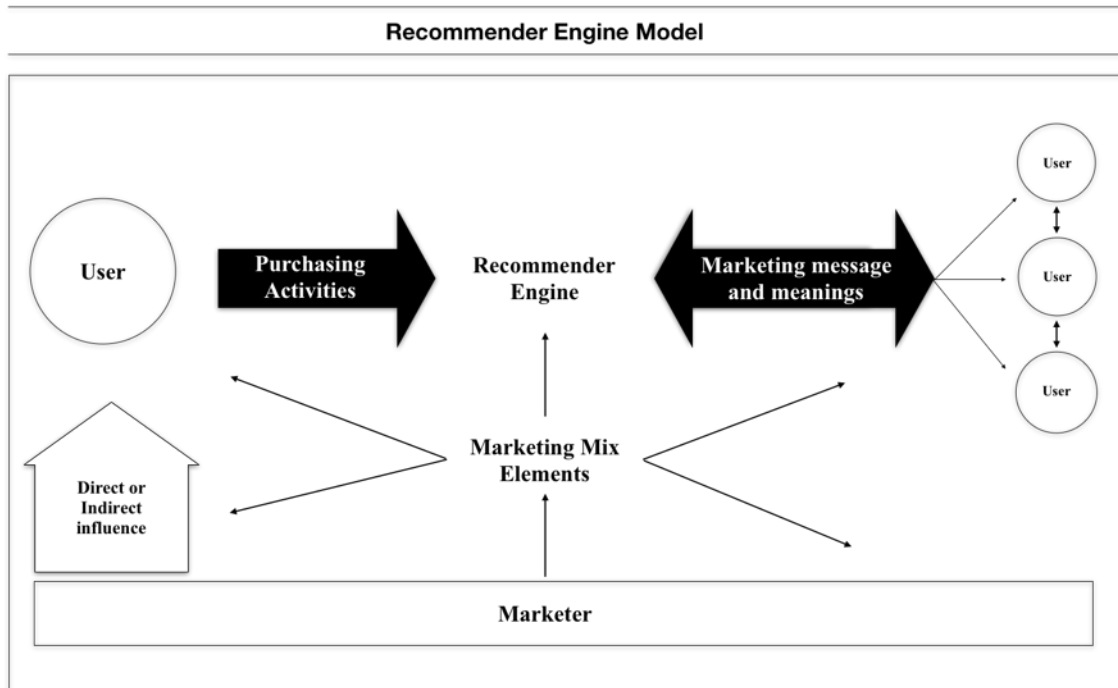 Recommender Engine Model
User
Purchasing
Activities
Recommender
Engine
Marketing message
and meanings
User
User
User
Direct or
Indirect
influence
Marketing Mix
Elements
Marketer